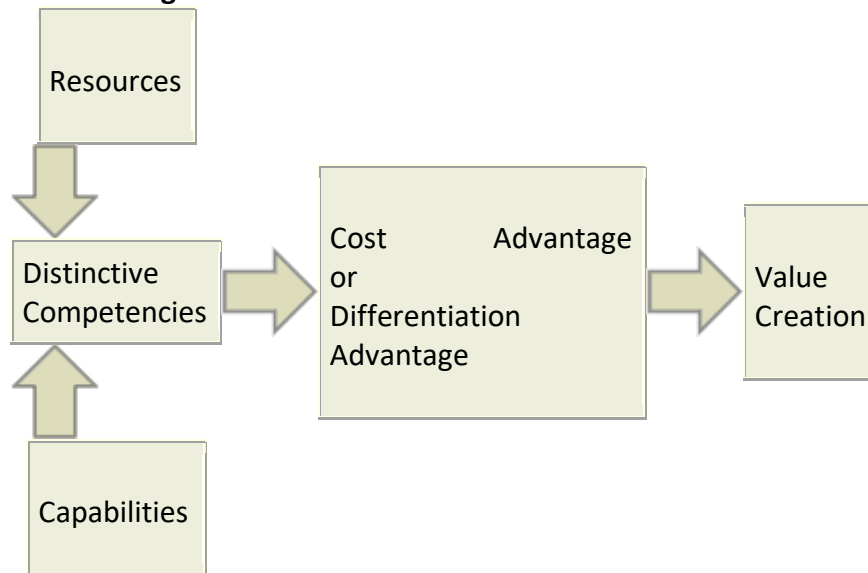 Resources
Distinctive
Competencies
Cost Advantage
or
Differentiation
Advantage
Value
Creation
Capabilities